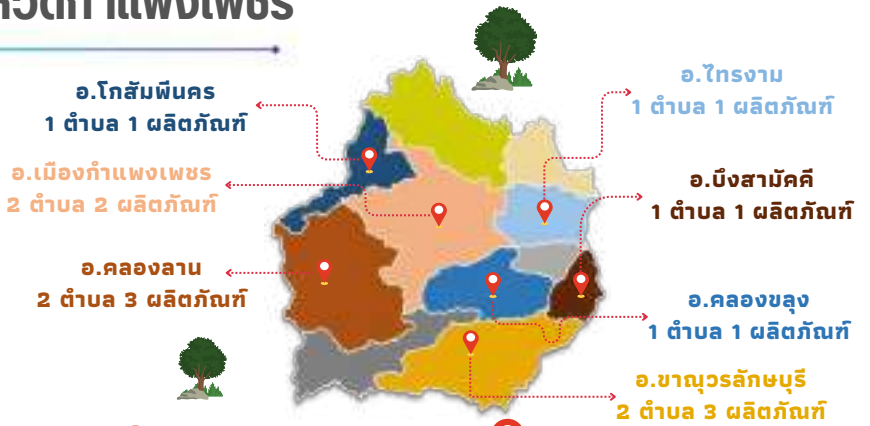 อ.โกสัมพีนคร
1 ตำบล 1 ผลิตภัณฑ์
อ.เมืองกำแพงเพชร
2 ตำบล 2 ผลิตภัณฑ์
อ.คลองลาน
2 ตำบล 3 ผลิตภัณฑ์
อ.ไทรงาม
1 ตำบล 1 ผลิตภัณฑ์
อ.บึงสามัคคี
1 ตำบล 1 ผลิตภัณฑ์
อ.คลองขลุง
1 ตำบล 1 ผลิตภัณฑ์
อ.ขาณุวรลักษบุรี
2 ตำบล 3 ผลิตภัณฑ์